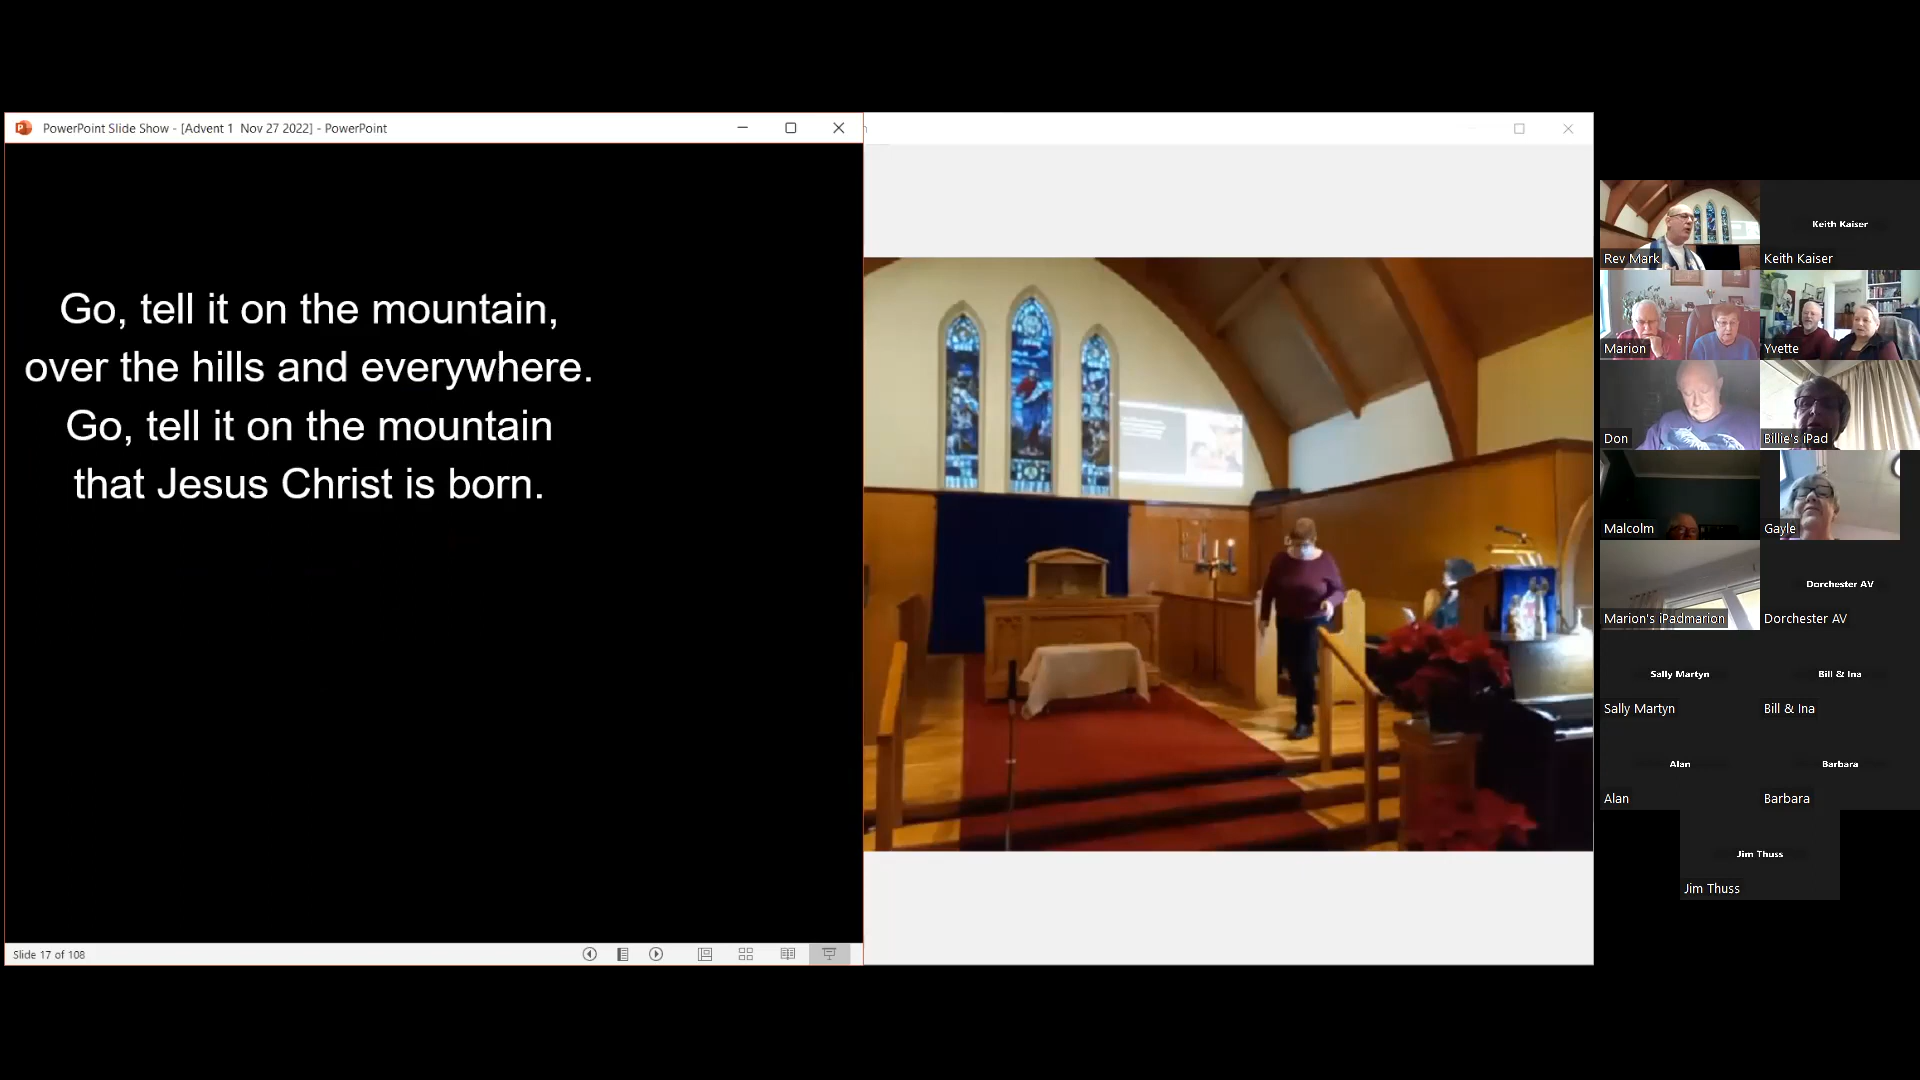 PowerPoint Slide Show - [Advent 1 Nov 27 2022] - PowerPoint
Go, tell it on the mountain,
over the hills and everywhere.
Go, tell it on the mountain
that Jesus Christ is born.
Slide 17 of 108
Rev Mark
Keith Kaiser
Keith Kaiser
Marion
Yvette
Don
Billie's iPad
Malcolm
Gayle
Marion's iPadmarion
Dorchester AV
Dorchester AV
Sally Martyn
Sally Martyn
Bill & Ina
Bill & Ina
Alan
Alan
Barbara
Barbara
Jim Thuss
Jim Thuss